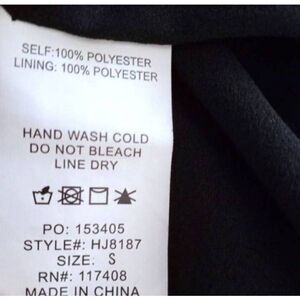 SELF:100% POLYESTER
LINING: 100% POLYESTER
HAND WASH COLD
DO NOT BLEACH
LINE DRY
PO: 153405
STYLE#: HJ8187
SIZE: S
RN#: 117408
MADE IN CHINA